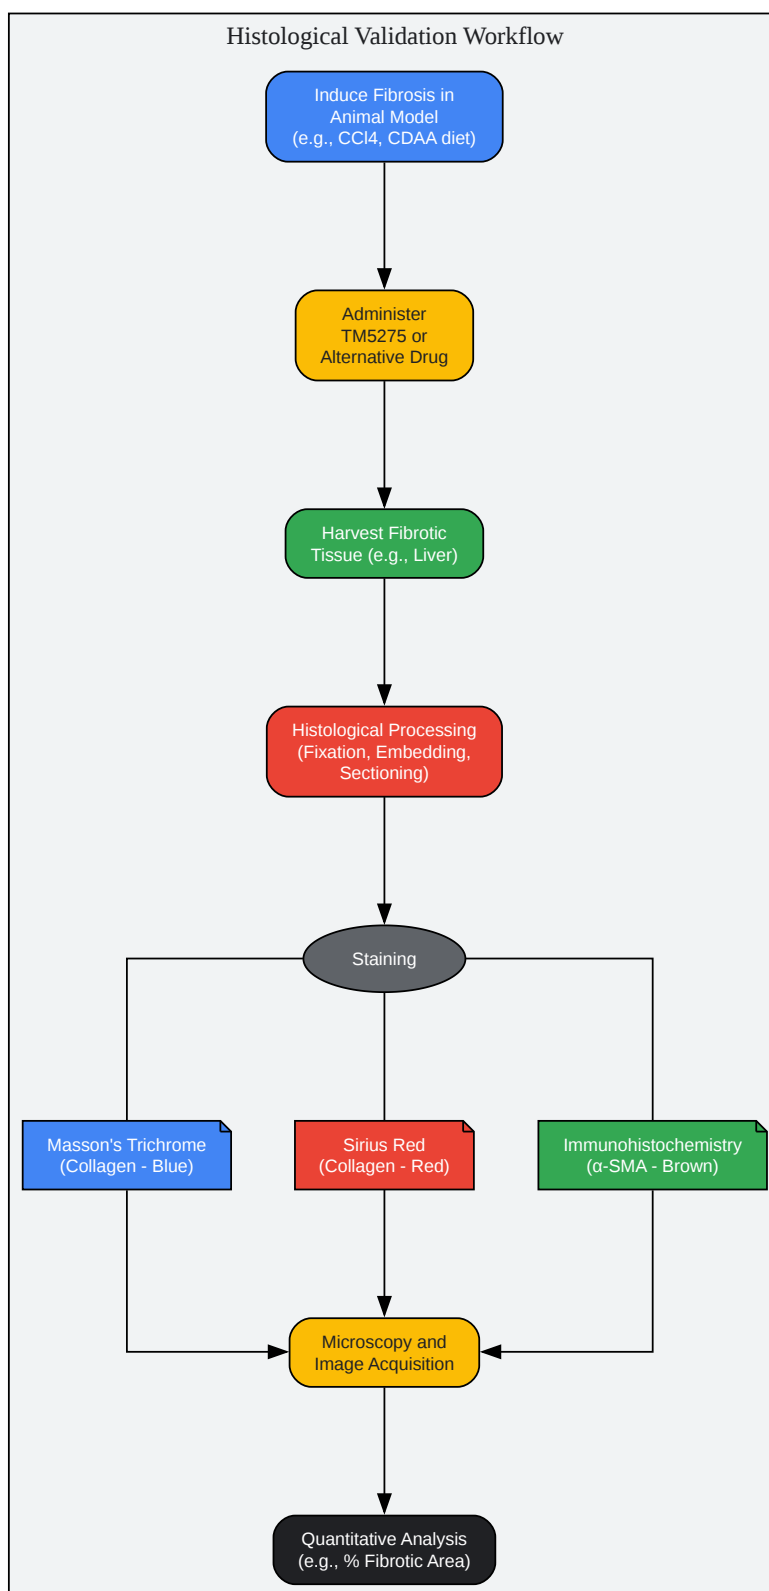 Histological Validation Workflow
Induce Fibrosis in
Animal Model
(e.g., CCl4, CDAA diet)
Administer
TM5275 or
Alternative Drug
Harvest Fibrotic
Tissue (e.g., Liver)
Histological Processing
(Fixation, Embedding,
Sectioning)
Staining
Masson's Trichrome
(Collagen - Blue)
Sirius Red
(Collagen - Red)
Immunohistochemistry
(α-SMA - Brown)
Microscopy and
Image Acquisition
Quantitative Analysis
(e.g., % Fibrotic Area)